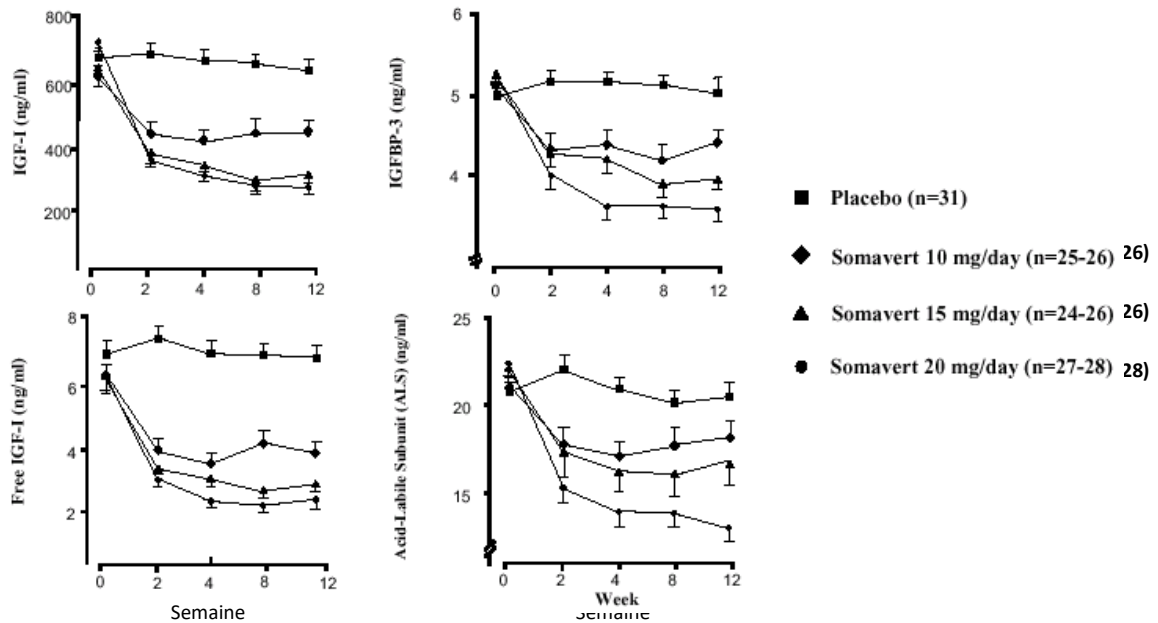 800
600
400
200
IGF-I (ng/ml)
0 2 4 8 12
6
5
4
IGFBP-3 (ng/ml)
0 2 4 8 12
8
6
4
2
Free IGF-I (ng/ml)
0 2 4 8 12
Semaine
25
20
15
Acid-Labile Subunit (ALS) (ng/ml)
0 2 4 8 12
Week
Semaine
Placebo (n=31)
Somavert 10 mg/day (n=25-26) 26)
Somavert 15 mg/day (n=24-26) 26)
Somavert 20 mg/day (n=27-28) 28)